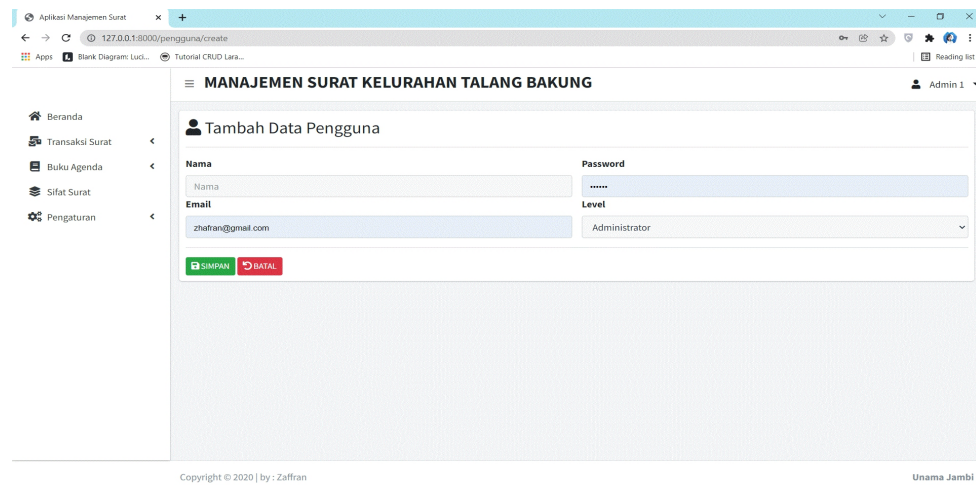 Aplikasi Manajemen Surat
127.0.0.1:8000/pengguna/create
Apps Blank Diagram: Luci... Tutorial CRUD Lara... Reading list
MANAJEMEN SURAT KELURAHAN TALANG BAKUNG
Admin 1
Beranda
Transaksi Surat
Buku Agenda
Sifat Surat
Pengaturan
Tambah Data Pengguna
Nama
Nama
Password
••••••
Email
zhafran@gmail.com
Level
Administrator
SIMPAN BATAL
Copyright © 2020 | by : Zaffran
Unama Jambi